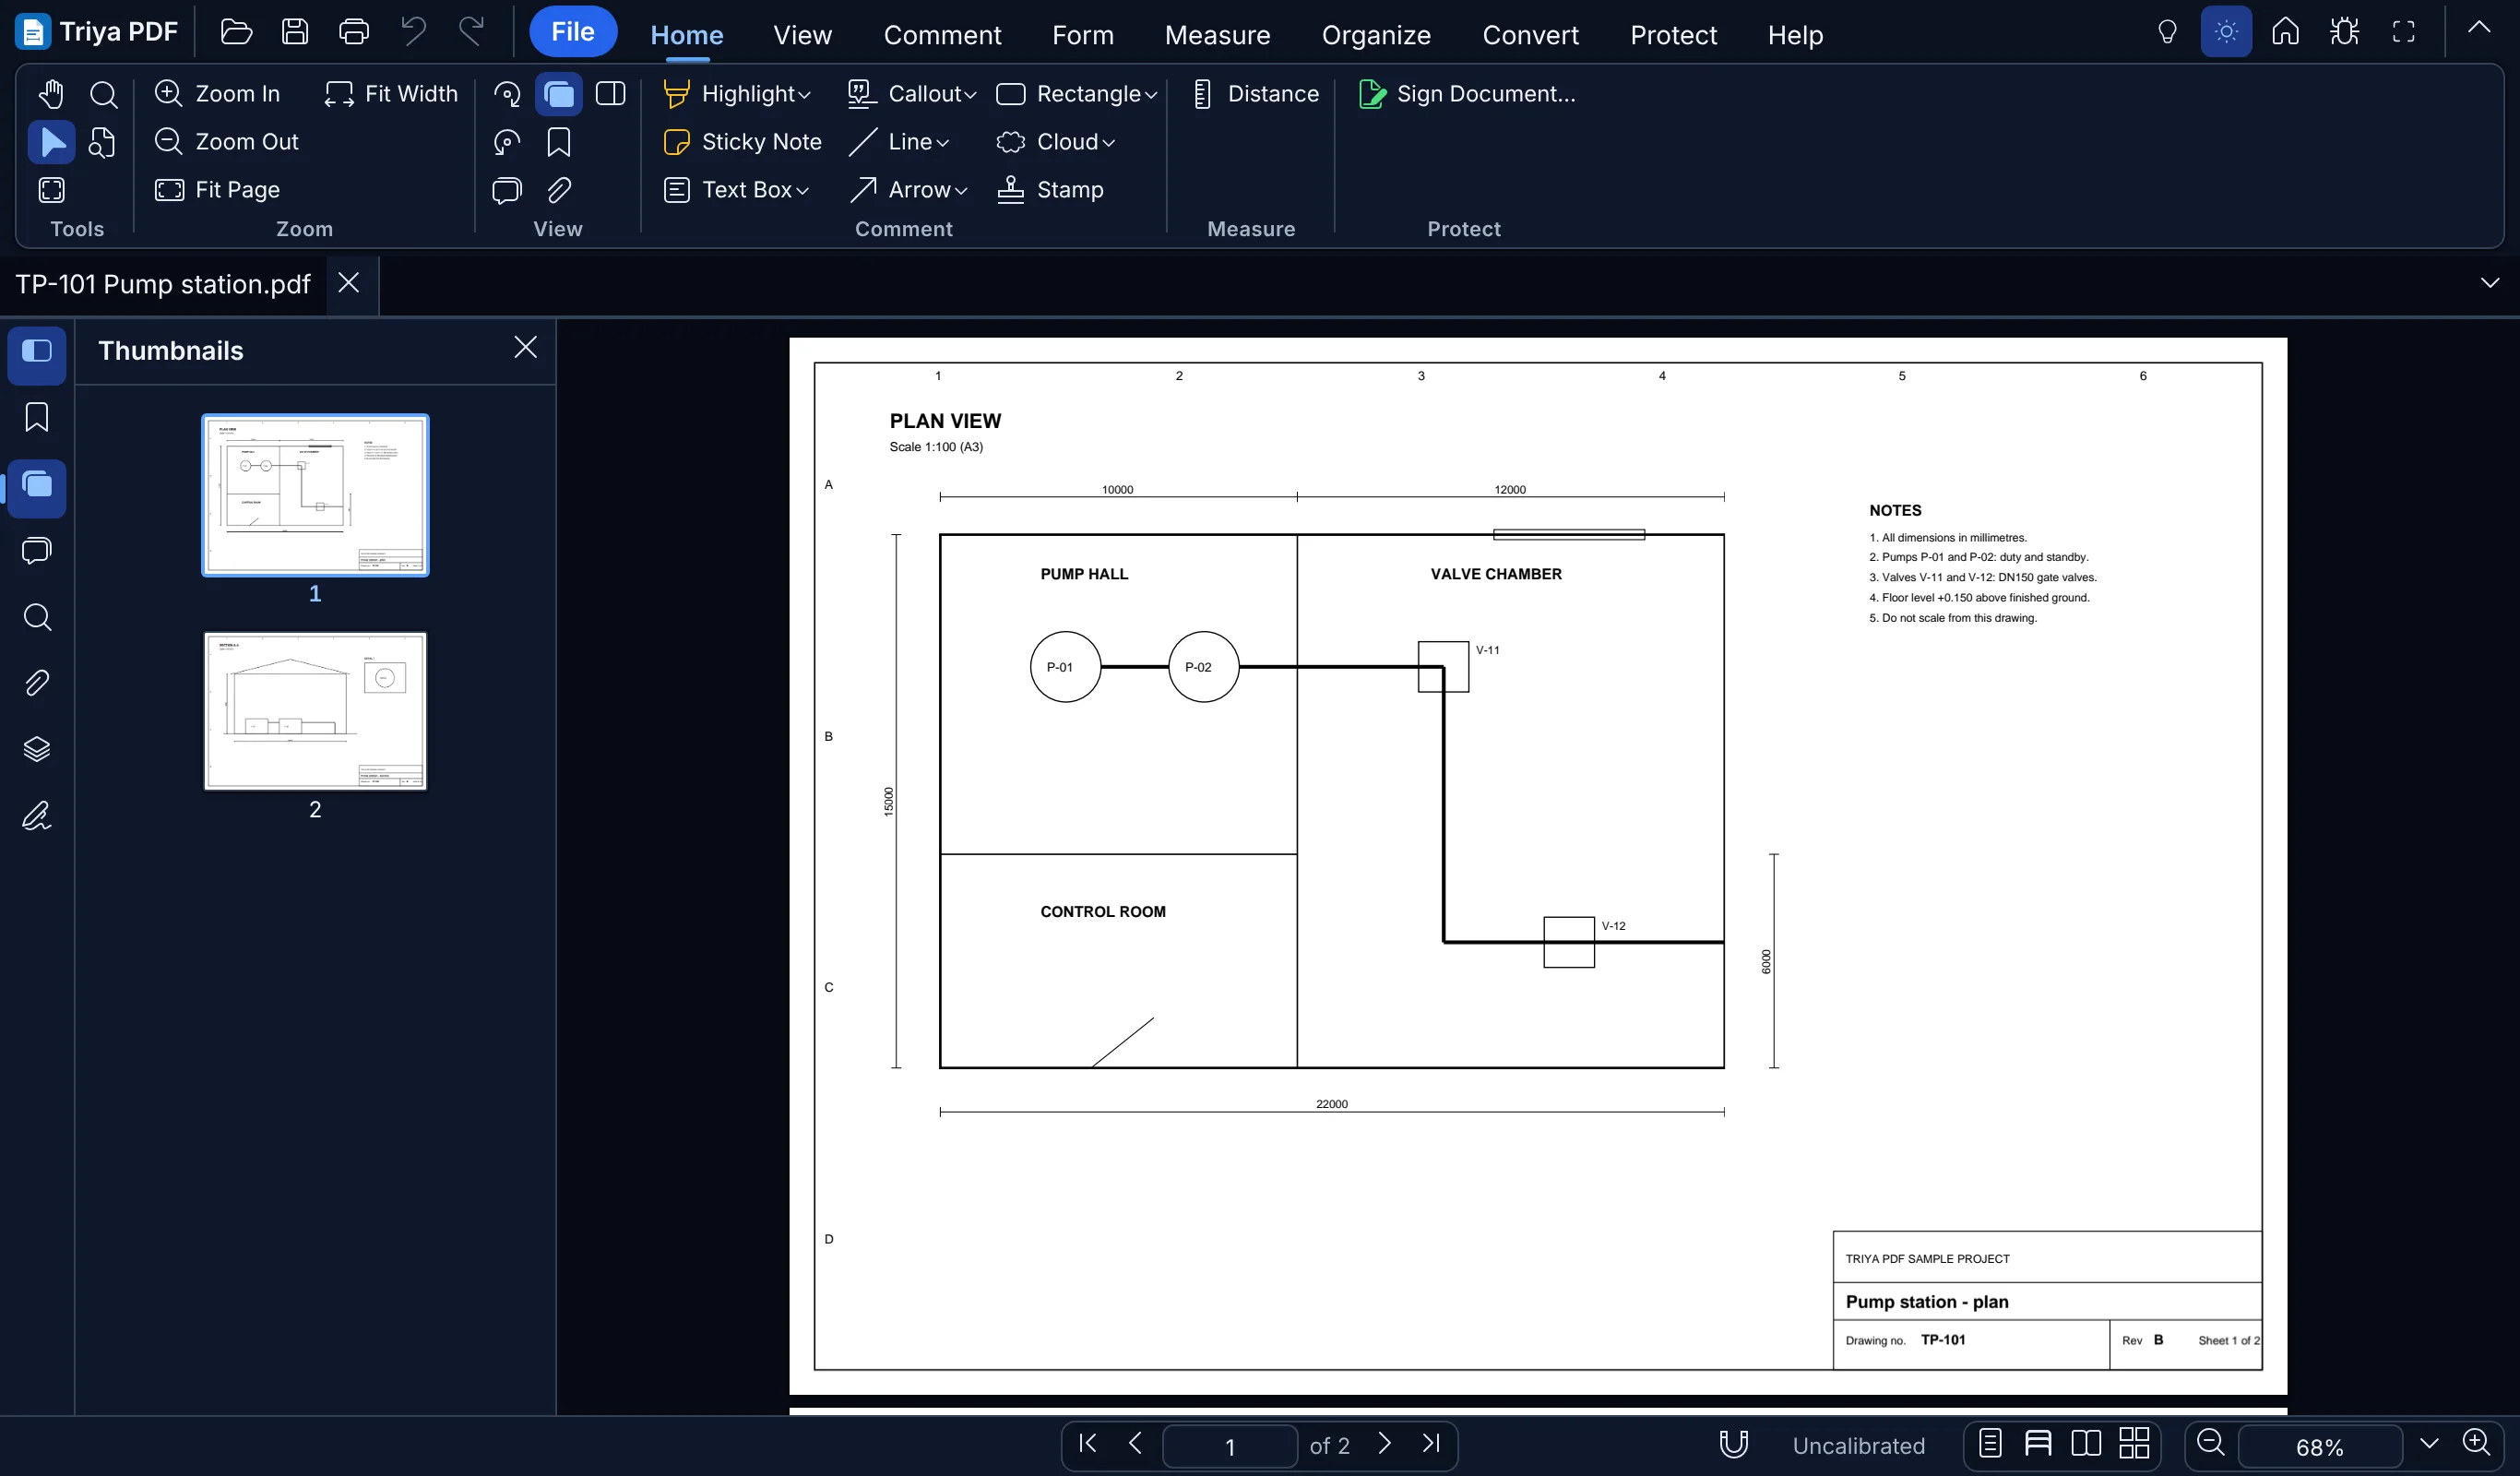 Triya PDF
File Home View Comment Form Measure Organize Convert Protect Help
Zoom In Fit Width Highlight Callout Rectangle Distance Sign Document...
Zoom Out Sticky Note Line Cloud
Fit Page Text Box Arrow Stamp
Tools Zoom View Comment Measure Protect
TP-101 Pump station.pdf
Thumbnails
1
2
1 2 3 4 5 6
PLAN VIEW
Scale 1:100 (A3)
A
10000 12000
NOTES
1. All dimensions in millimetres.
2. Pumps P-01 and P-02: duty and standby.
3. Valves V-11 and V-12: DN150 gate valves.
4. Floor level +0.150 above finished ground.
5. Do not scale from this drawing.
PUMP HALL VALVE CHAMBER
P-01 P-02 V-11
B
15000
CONTROL ROOM
V-12
6000
C
22000
D
TRIYA PDF SAMPLE PROJECT
Pump station - plan
Drawing no. TP-101 Rev B Sheet 1 of 2
1 of 2 Uncalibrated 68%